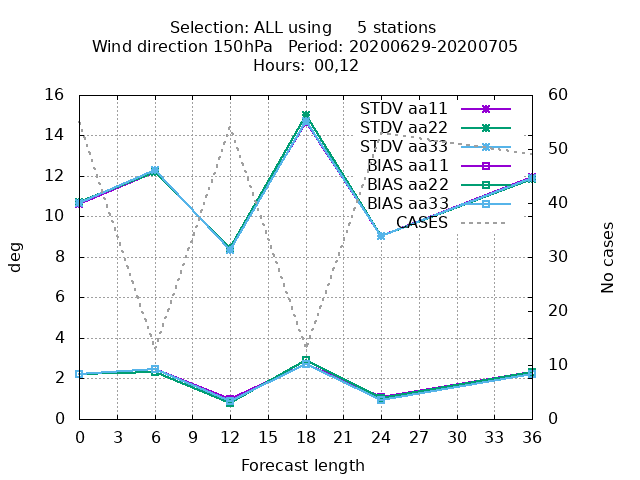 Selection: ALL using     5 stations
Wind direction 150hPa   Period: 20200629-20200705
Hours:  00,12
16
14
12
10
8
6
4
2
0
deg
60
50
40
30
20
10
0
No cases
STDV aa11
STDV aa22
STDV aa33
BIAS aa11
BIAS aa22
BIAS aa33
CASES
0 3 6 9 12 15 18 21 24 27 30 33 36
Forecast length